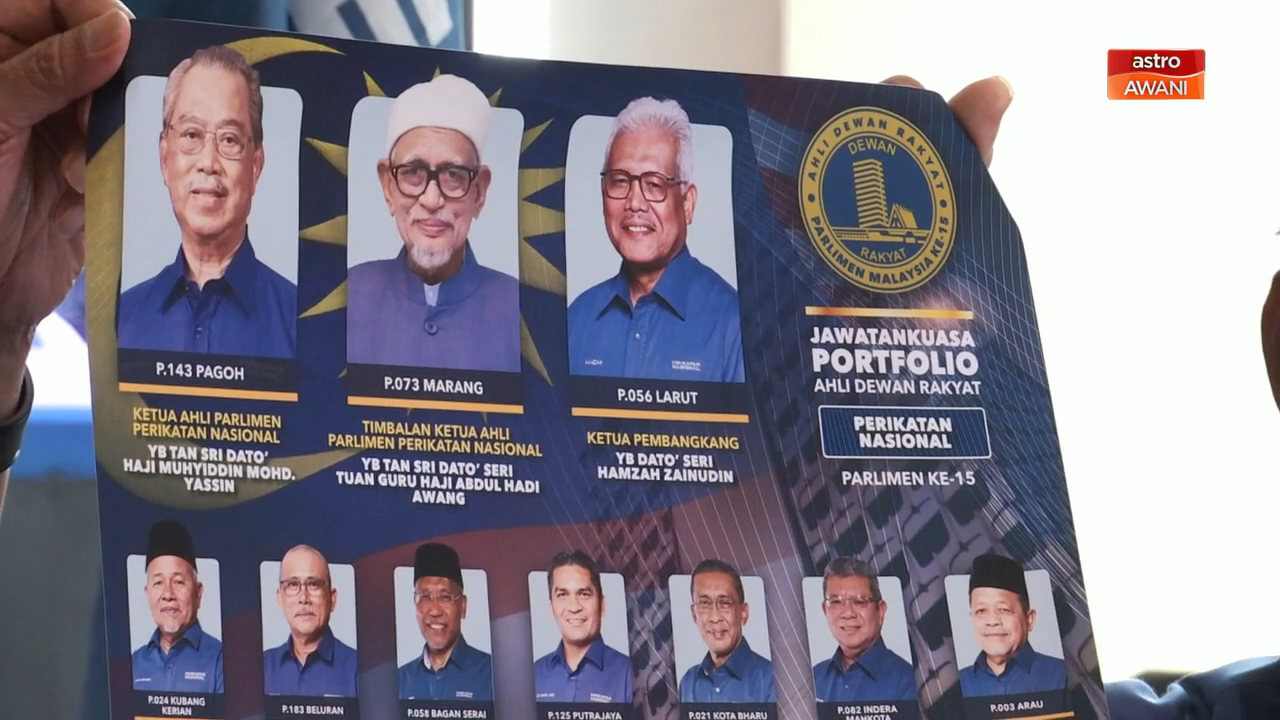 astro
AWANI
AHLI DEWAN RAKYAT
DEWAN
RAKYAT
PARLIMEN MALAYSIA KE-15
JAWATANKUASA
PORTFOLIO
AHLI DEWAN RAKYAT
PERIKATAN
NASIONAL
PARLIMEN KE-15
P.143 PAGOH
KETUA AHLI PARLIMEN
PERIKATAN NASIONAL
YB TAN SRI DATO'
HAJI MUHYIDDIN MOHD.
YASSIN
P.073 MARANG
TIMBALAN KETUA AHLI
PARLIMEN PERIKATAN NASIONAL
YB TAN SRI DATO' SERI
TUAN GURU HAJI ABDUL HADI
AWANG
P.056 LARUT
KETUA PEMBANGKANG
YB DATO' SERI
HAMZAH ZAINUDIN
P.024 KUBANG
KERIAN
P.183 BELURAN
P.058 BAGAN SERAI
P.125 PUTRAJAYA
P.021 KOTA BHARU
P.082 INDERA
MAHKOTA
P.003 ARAU